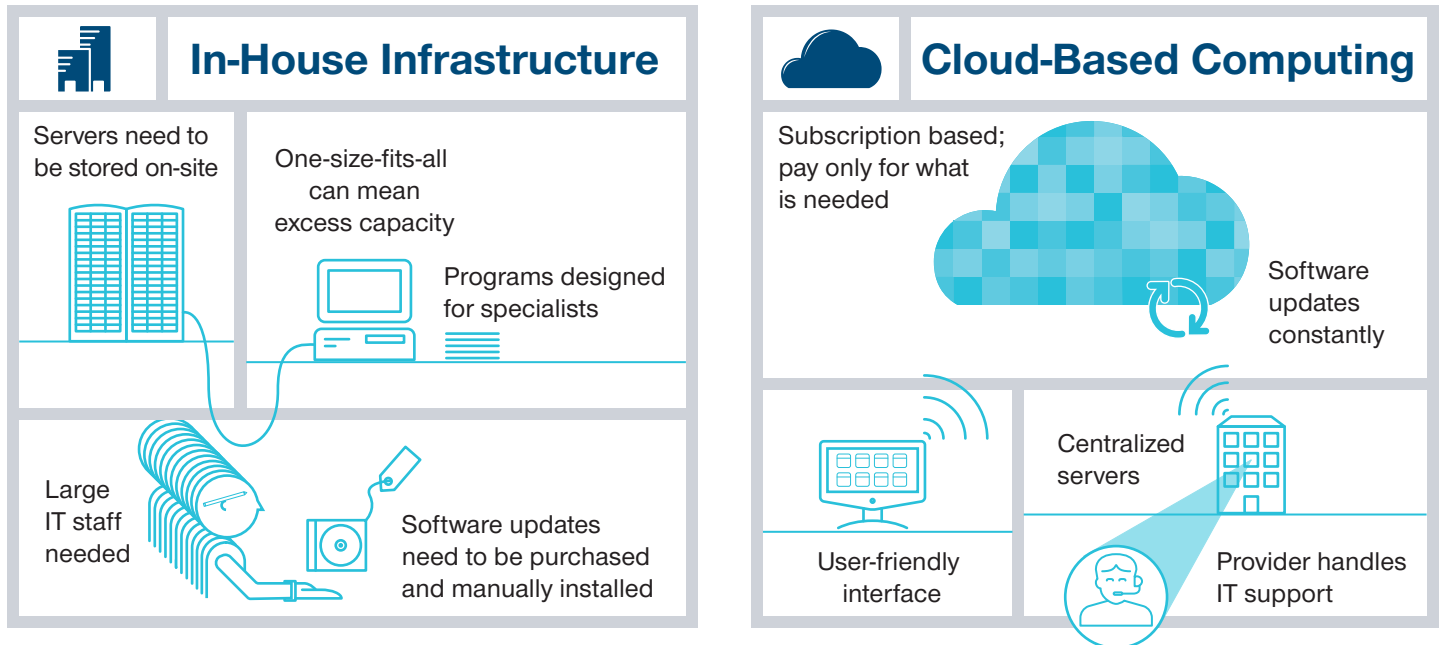 In-House Infrastructure
Servers need to
be stored on-site
One-size-fits-all
can mean
excess capacity
Programs designed
for specialists
Large
IT staff
needed
Software updates
need to be purchased
and manually installed
Cloud-Based Computing
Subscription based;
pay only for what
is needed
Software
updates
constantly
User-friendly
interface
Centralized
servers
Provider handles
IT support